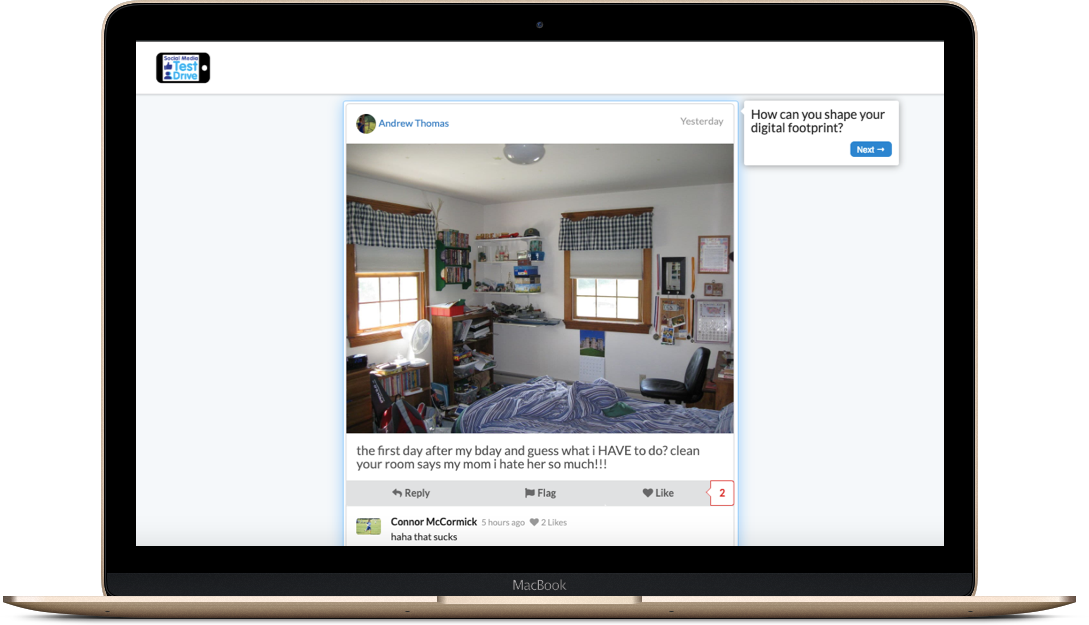 Social Media
Test
Drive
Andrew Thomas
Yesterday
How can you shape your
digital footprint?
Next →
the first day after my bday and guess what i HAVE to do? clean
your room says my mom i hate her so much!!!
Reply
Flag
Like
2
Connor McCormick 5 hours ago 2 Likes
haha that sucks
MacBook